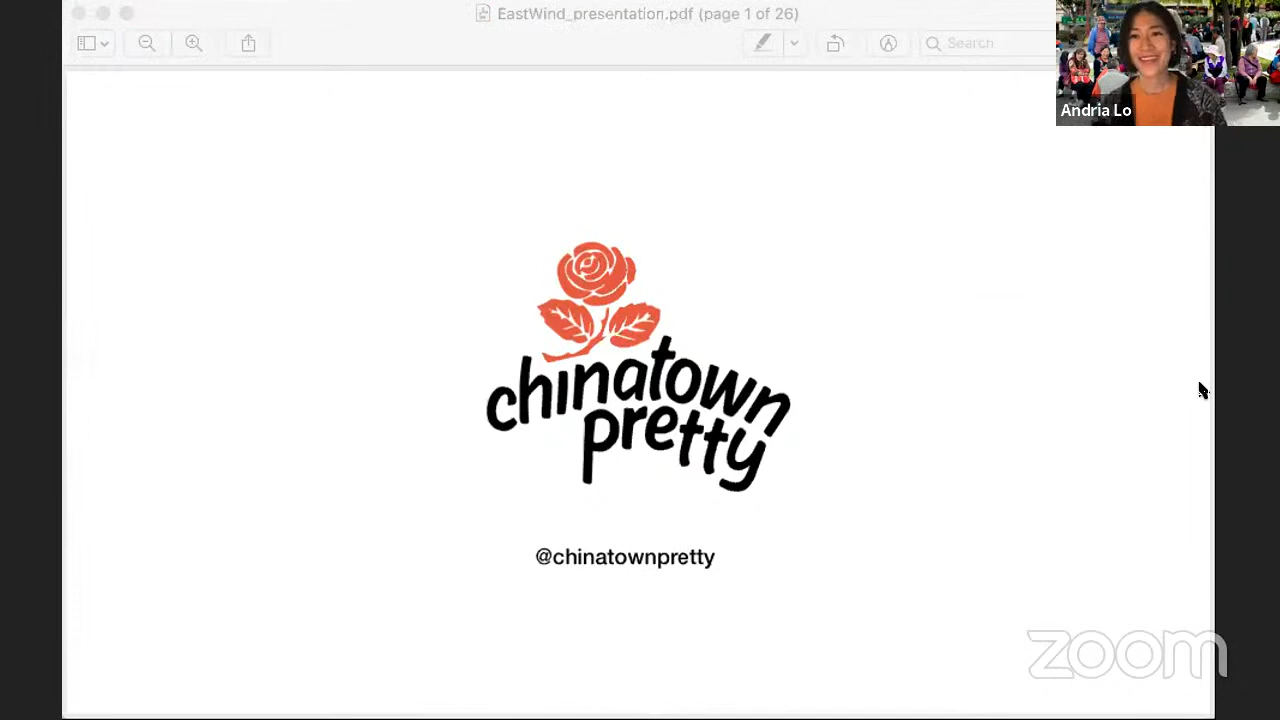 EastWind_presentation.pdf (page 1 of 26)
Search
Andria Lo
chinatown
pretty
@chinatownpretty
zoom